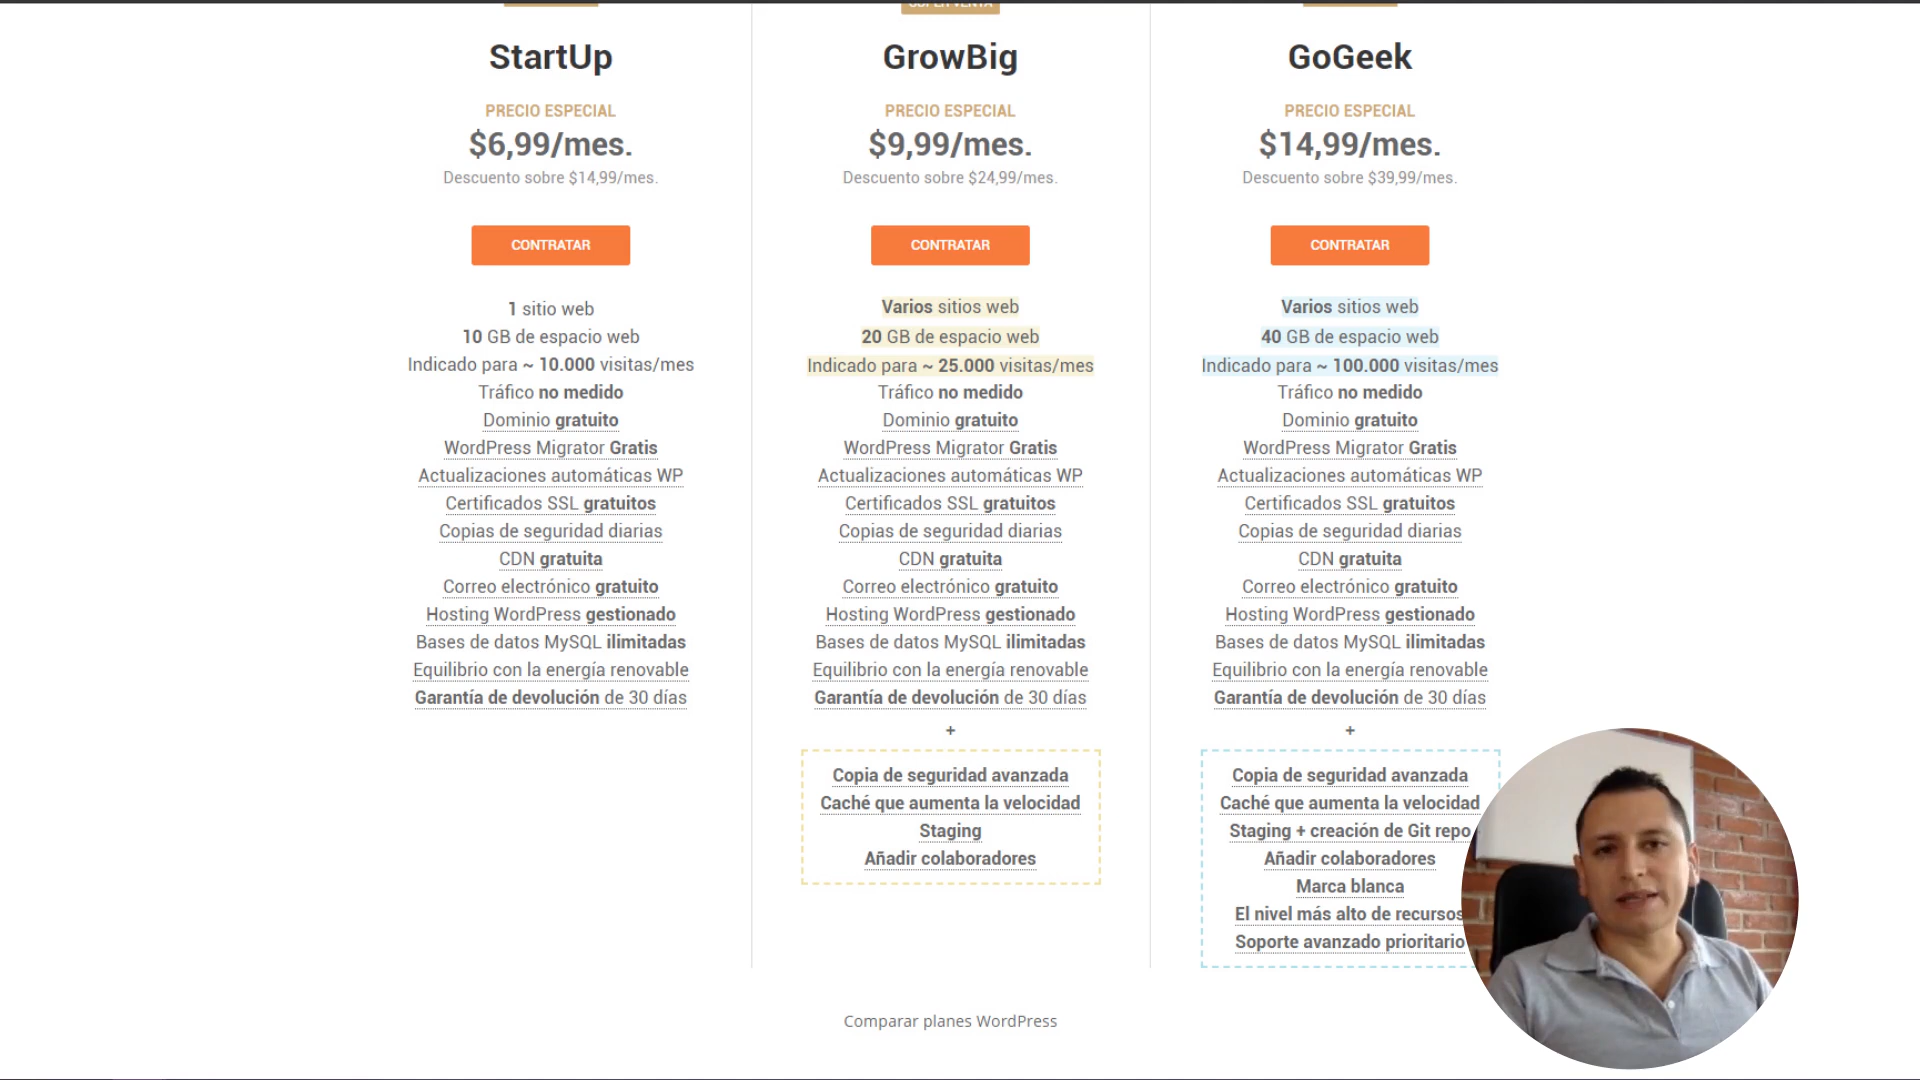 StartUp
PRECIO ESPECIAL
$6,99/mes.
Descuento sobre $14,99/mes.
CONTRATAR
1 sitio web
10 GB de espacio web
Indicado para ~ 10.000 visitas/mes
Tráfico no medido
Dominio gratuito
WordPress Migrator Gratis
Actualizaciones automáticas WP
Certificados SSL gratuitos
Copias de seguridad diarias
CDN gratuita
Correo electrónico gratuito
Hosting WordPress gestionado
Bases de datos MySQL ilimitadas
Equilibrio con la energía renovable
Garantía de devolución de 30 días
GrowBig
PRECIO ESPECIAL
$9,99/mes.
Descuento sobre $24,99/mes.
CONTRATAR
Varios sitios web
20 GB de espacio web
Indicado para ~ 25.000 visitas/mes
Tráfico no medido
Dominio gratuito
WordPress Migrator Gratis
Actualizaciones automáticas WP
Certificados SSL gratuitos
Copias de seguridad diarias
CDN gratuita
Correo electrónico gratuito
Hosting WordPress gestionado
Bases de datos MySQL ilimitadas
Equilibrio con la energía renovable
Garantía de devolución de 30 días
+
Copia de seguridad avanzada
Caché que aumenta la velocidad
Staging
Añadir colaboradores
GoGeek
PRECIO ESPECIAL
$14,99/mes.
Descuento sobre $39,99/mes.
CONTRATAR
Varios sitios web
40 GB de espacio web
Indicado para ~ 100.000 visitas/mes
Tráfico no medido
Dominio gratuito
WordPress Migrator Gratis
Actualizaciones automáticas WP
Certificados SSL gratuitos
Copias de seguridad diarias
CDN gratuita
Correo electrónico gratuito
Hosting WordPress gestionado
Bases de datos MySQL ilimitadas
Equilibrio con la energía renovable
Garantía de devolución de 30 días
+
Copia de seguridad avanzada
Caché que aumenta la velocidad
Staging + creación de Git repo
Añadir colaboradores
Marca blanca
El nivel más alto de recursos
Soporte avanzado prioritario
Comparar planes WordPress